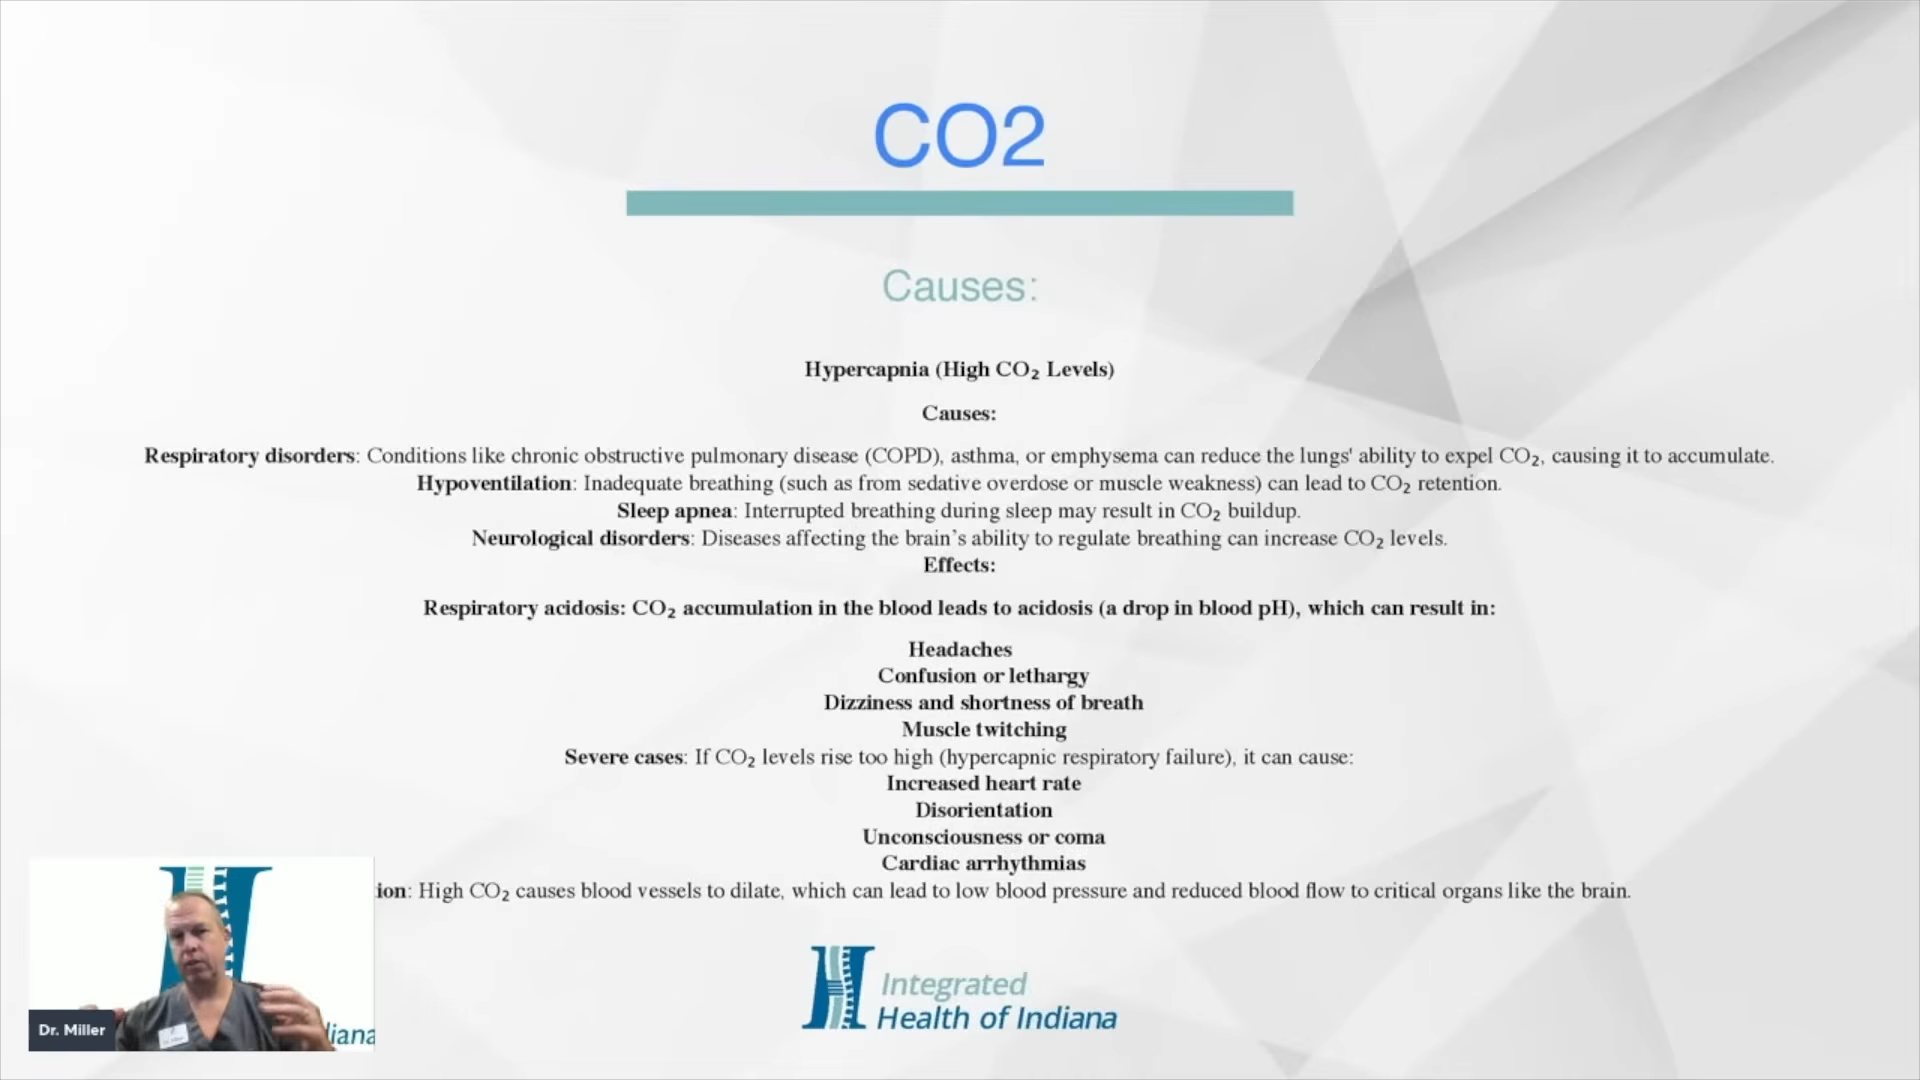 CO2
Causes:
Hypercapnia (High CO₂ Levels)
Causes:
Respiratory disorders: Conditions like chronic obstructive pulmonary disease (COPD), asthma, or emphysema can reduce the lungs' ability to expel CO₂, causing it to accumulate.
Hypoventilation: Inadequate breathing (such as from sedative overdose or muscle weakness) can lead to CO₂ retention.
Sleep apnea: Interrupted breathing during sleep may result in CO₂ buildup.
Neurological disorders: Diseases affecting the brain’s ability to regulate breathing can increase CO₂ levels.
Effects:
Respiratory acidosis: CO₂ accumulation in the blood leads to acidosis (a drop in blood pH), which can result in:
Headaches
Confusion or lethargy
Dizziness and shortness of breath
Muscle twitching
Severe cases: If CO₂ levels rise too high (hypercapnic respiratory failure), it can cause:
Increased heart rate
Disorientation
Unconsciousness or coma
Cardiac arrhythmias
ion: High CO₂ causes blood vessels to dilate, which can lead to low blood pressure and reduced blood flow to critical organs like the brain.
Integrated
Health of Indiana
Dr. Miller
diana